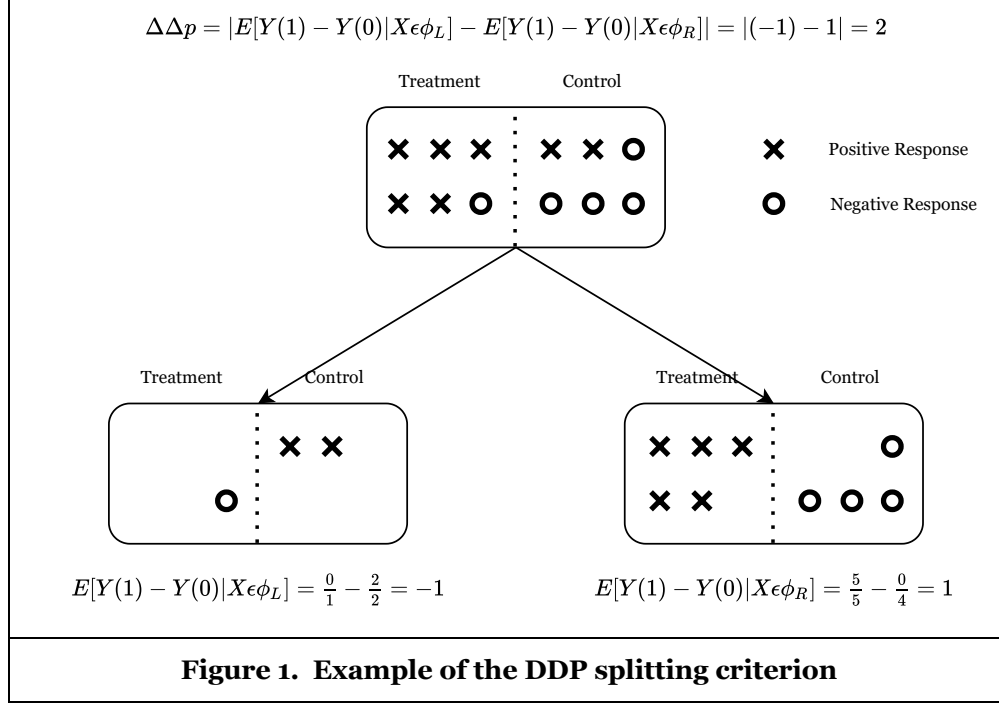 ΔΔp = |E[Y(1) − Y(0)|Xϵϕ_L] − E[Y(1) − Y(0)|Xϵϕ_R]| = |(−1) − 1| = 2
Treatment Control
Positive Response
Negative Response
Treatment Control
Treatment Control
E[Y(1) − Y(0)|Xϵϕ_L] = 0/1 − 2/2 = −1
E[Y(1) − Y(0)|Xϵϕ_R] = 5/5 − 0/4 = 1
Figure 1. Example of the DDP splitting criterion